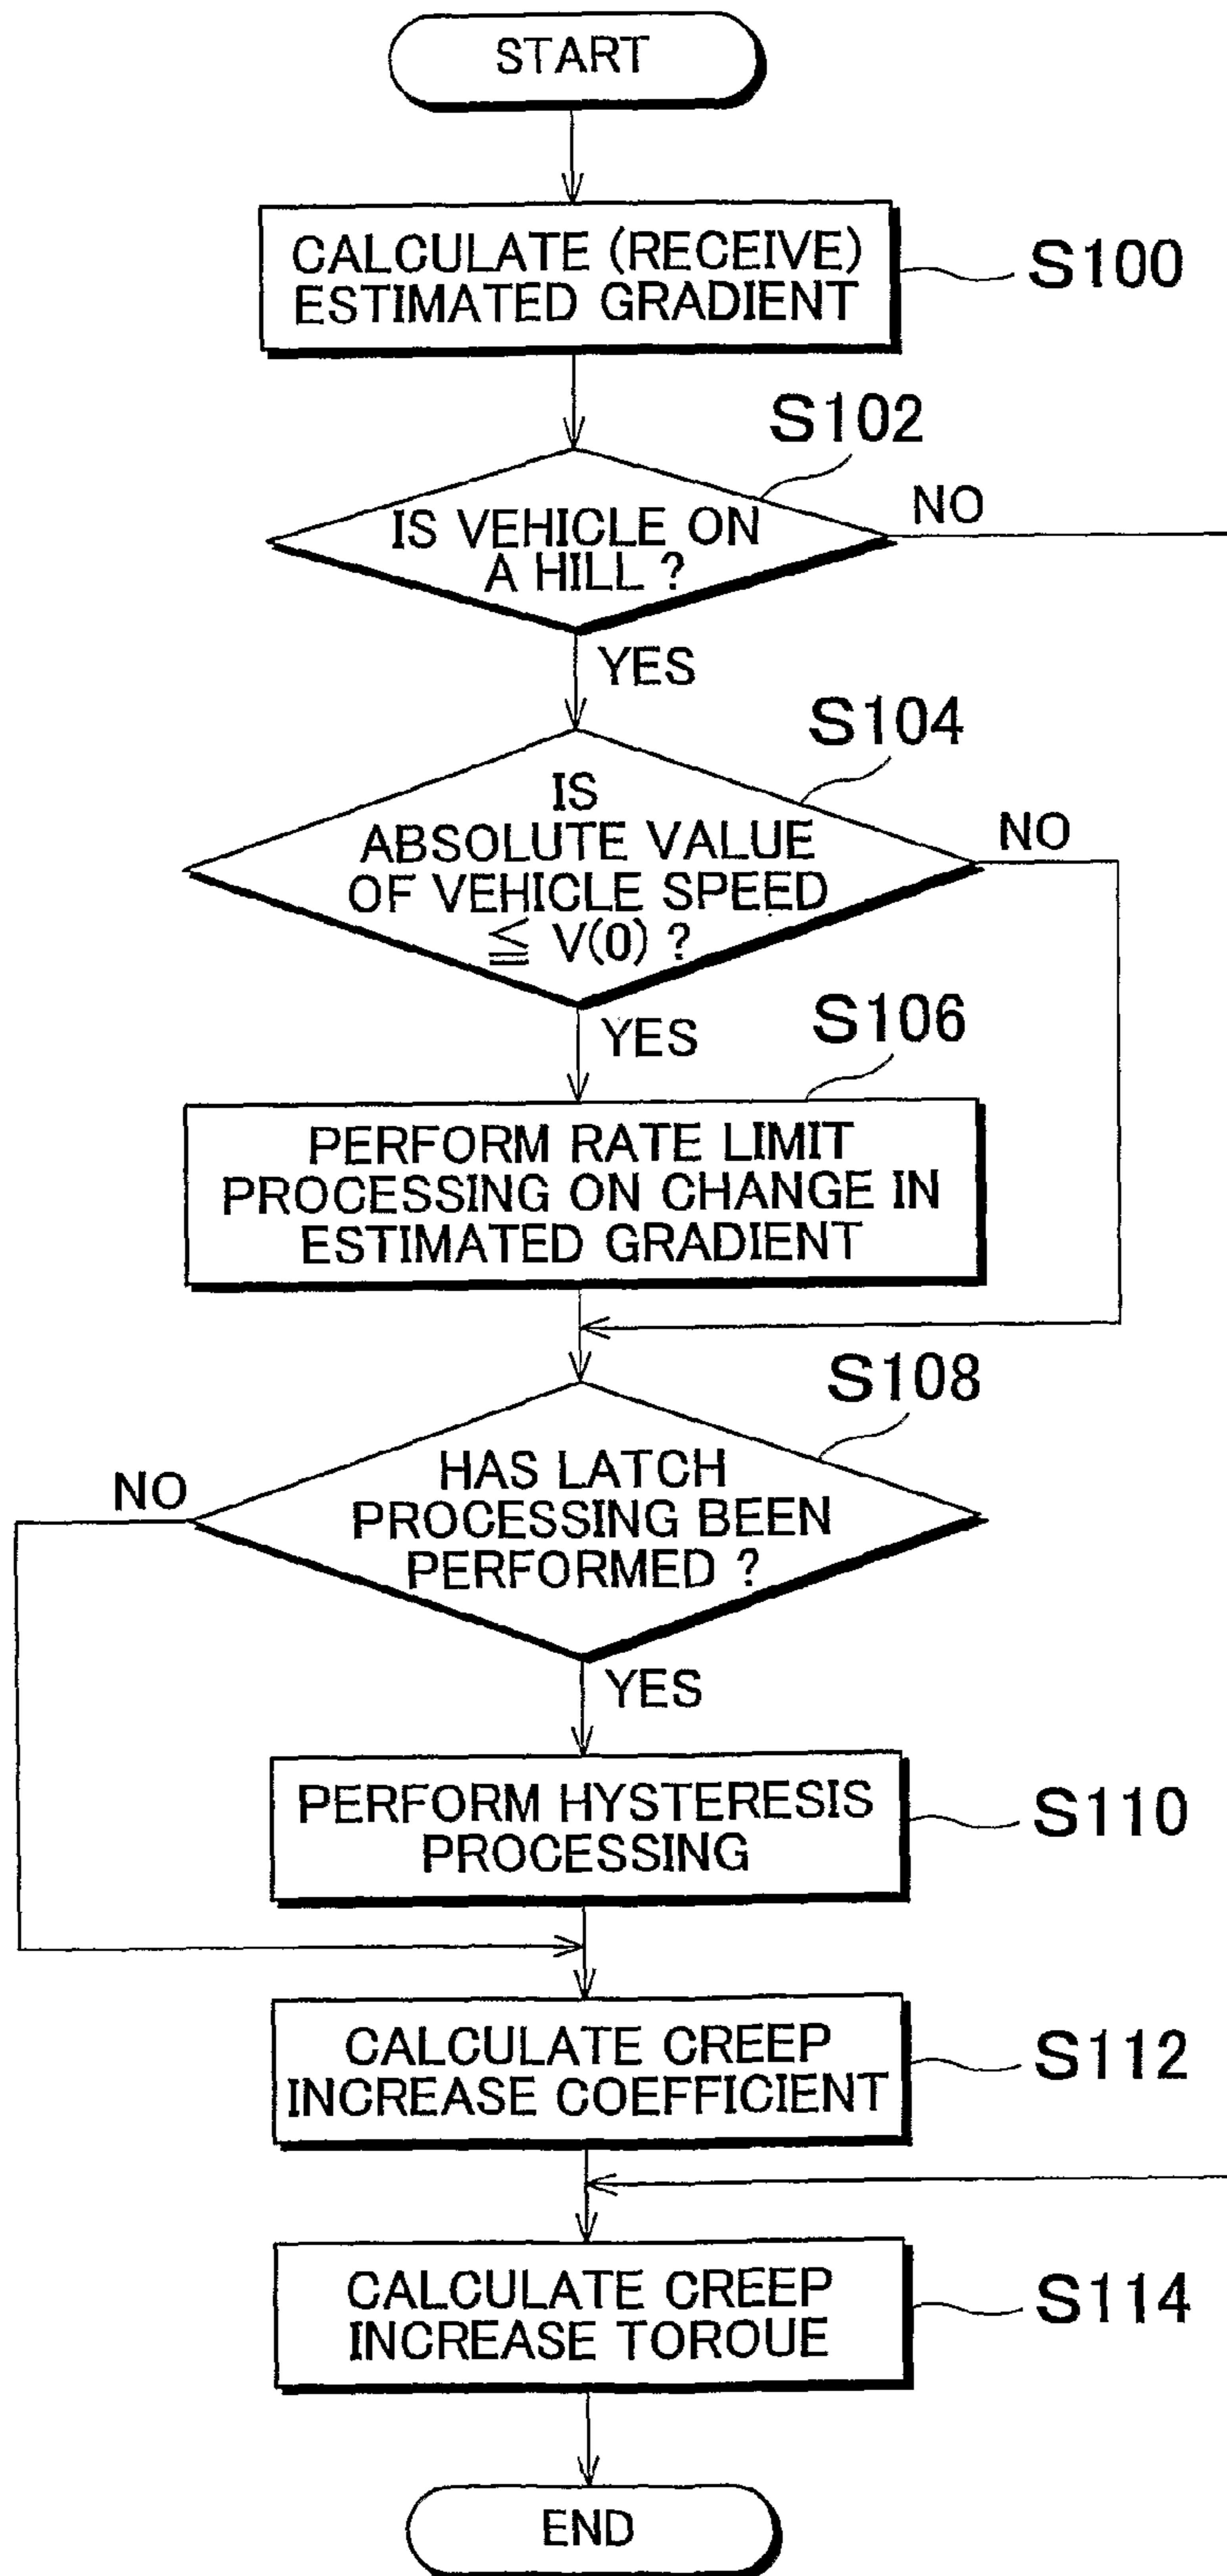 START
CALCULATE (RECEIVE)
ESTIMATED GRADIENT
S100
S102
IS VEHICLE ON
A HILL ?
NO
YES
S104
IS
ABSOLUTE VALUE
OF VEHICLE SPEED
≦ V(0) ?
NO
YES
S106
PERFORM RATE LIMIT
PROCESSING ON CHANGE IN
ESTIMATED GRADIENT
S108
HAS LATCH
PROCESSING BEEN
PERFORMED ?
NO
YES
PERFORM HYSTERESIS
PROCESSING
S110
CALCULATE CREEP
INCREASE COEFFICIENT
S112
CALCULATE CREEP
INCREASE TOROUE
S114
END